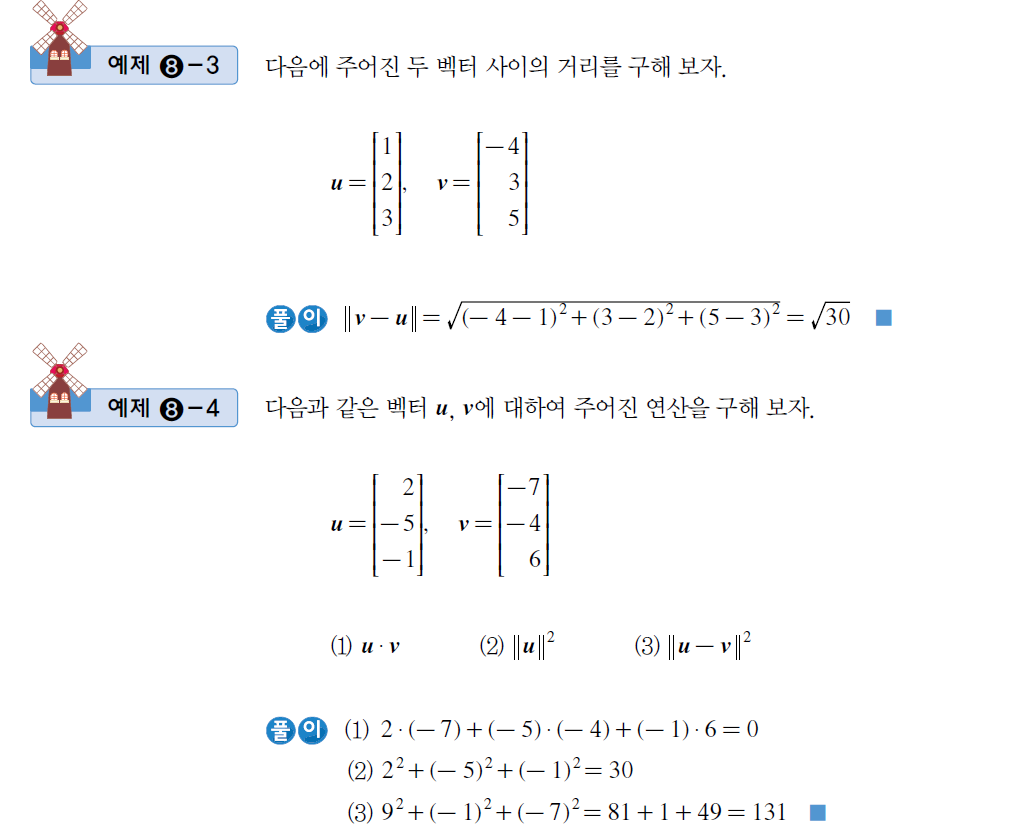 예제 8-3 다음에 주어진 두 벡터 사이의 거리를 구해 보자.
u = [1 2 3], v = [-4 3 5]
풀이 ‖v - u‖ = √((-4-1)²+(3-2)²+(5-3)²) = √30 ■
예제 8-4 다음과 같은 벡터 u, v에 대하여 주어진 연산을 구해 보자.
u = [2 -5 -1], v = [-7 -4 6]
(1) u · v (2) ‖u‖² (3) ‖u - v‖²
풀이 (1) 2·(-7)+(-5)·(-4)+(-1)·6=0
(2) 2²+(-5)²+(-1)²=30
(3) 9²+(-1)²+(-7)²=81+1+49=131 ■